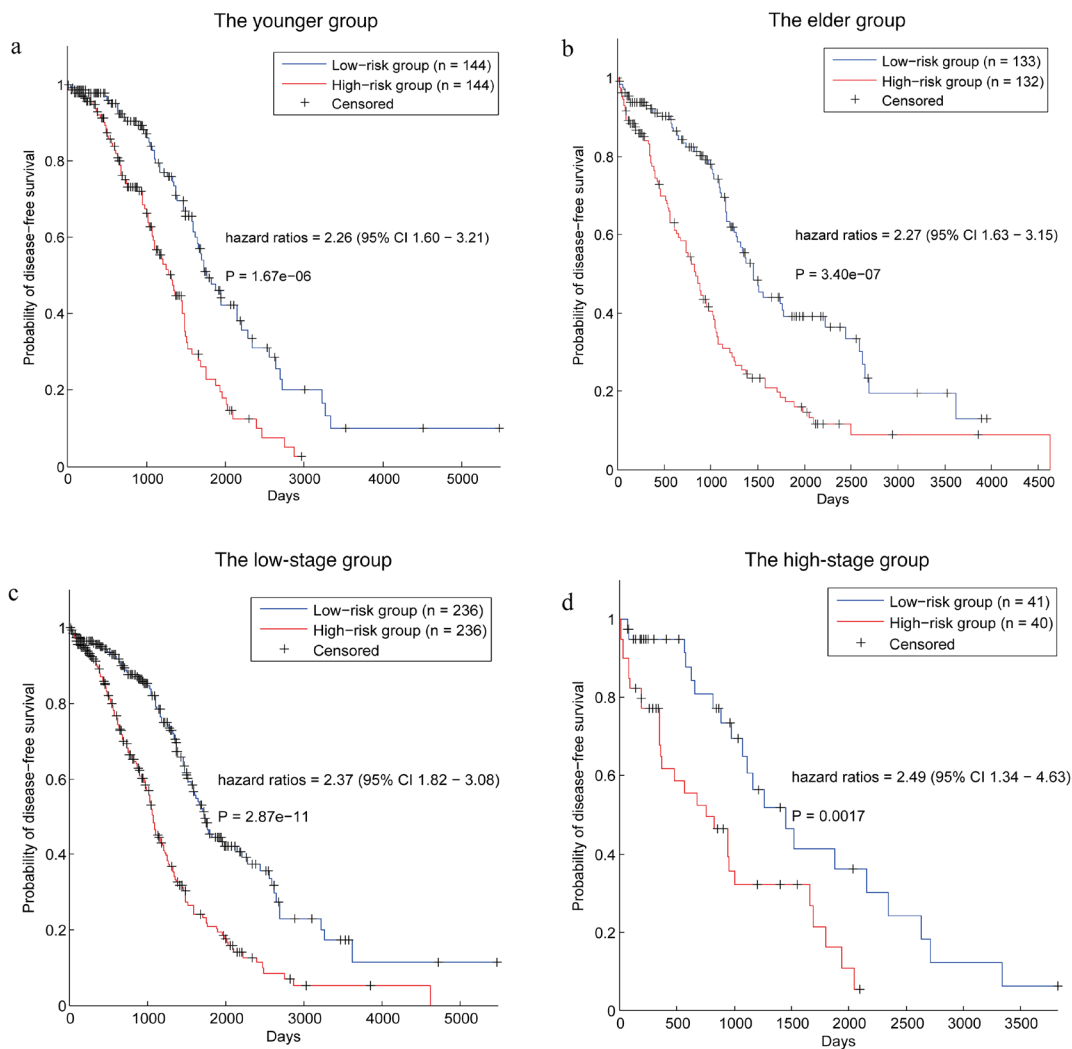 The younger group
a
Low-risk group (n = 144)
High-risk group (n = 144)
Censored
1
0.8
0.6
0.4
0.2
0
Probability of disease-free survival
hazard ratios = 2.26 (95% CI 1.60 – 3.21)
P = 1.67e-06
0 1000 2000 3000 4000 5000
Days
The elder group
b
Low-risk group (n = 133)
High-risk group (n = 132)
Censored
1
0.8
0.6
0.4
0.2
0
Probability of disease-free survival
hazard ratios = 2.27 (95% CI 1.63 – 3.15)
P = 3.40e-07
0 500 1000 1500 2000 2500 3000 3500 4000 4500
Days
The low-stage group
c
Low-risk group (n = 236)
High-risk group (n = 236)
Censored
1
0.8
0.6
0.4
0.2
0
Probability of disease-free survival
hazard ratios = 2.37 (95% CI 1.82 – 3.08)
P = 2.87e-11
0 1000 2000 3000 4000 5000
Days
The high-stage group
d
Low-risk group (n = 41)
High-risk group (n = 40)
Censored
1
0.8
0.6
0.4
0.2
0
Probability of disease-free survival
hazard ratios = 2.49 (95% CI 1.34 – 4.63)
P = 0.0017
0 500 1000 1500 2000 2500 3000 3500
Days